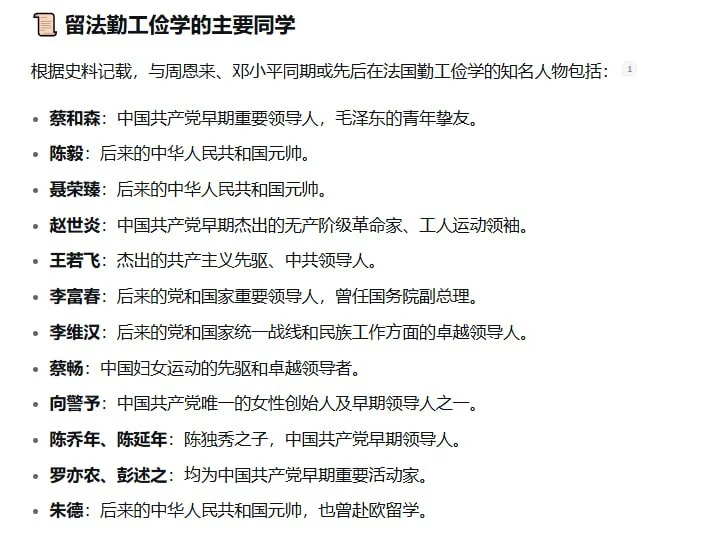 留法勤工俭学的主要同学
根据史料记载，与周恩来、邓小平同期或先后在法国勤工俭学的知名人物包括： 1
• 蔡和森：中国共产党早期重要领导人，毛泽东的青年挚友。
• 陈毅：后来的中华人民共和国元帅。
• 聂荣臻：后来的中华人民共和国元帅。
• 赵世炎：中国共产党早期杰出的无产阶级革命家、工人运动领袖。
• 王若飞：杰出的共产主义先驱、中共领导人。
• 李富春：后来的党和国家重要领导人，曾任国务院副总理。
• 李维汉：后来的党和国家统一战线和民族工作方面的卓越领导人。
• 蔡畅：中国妇女运动的先驱和卓越领导者。
• 向警予：中国共产党唯一的女性创始人及早期领导人之一。
• 陈乔年、陈延年：陈独秀之子，中国共产党早期领导人。
• 罗亦农、彭述之：均为中国共产党早期重要活动家。
• 朱德：后来的中华人民共和国元帅，也曾赴欧留学。